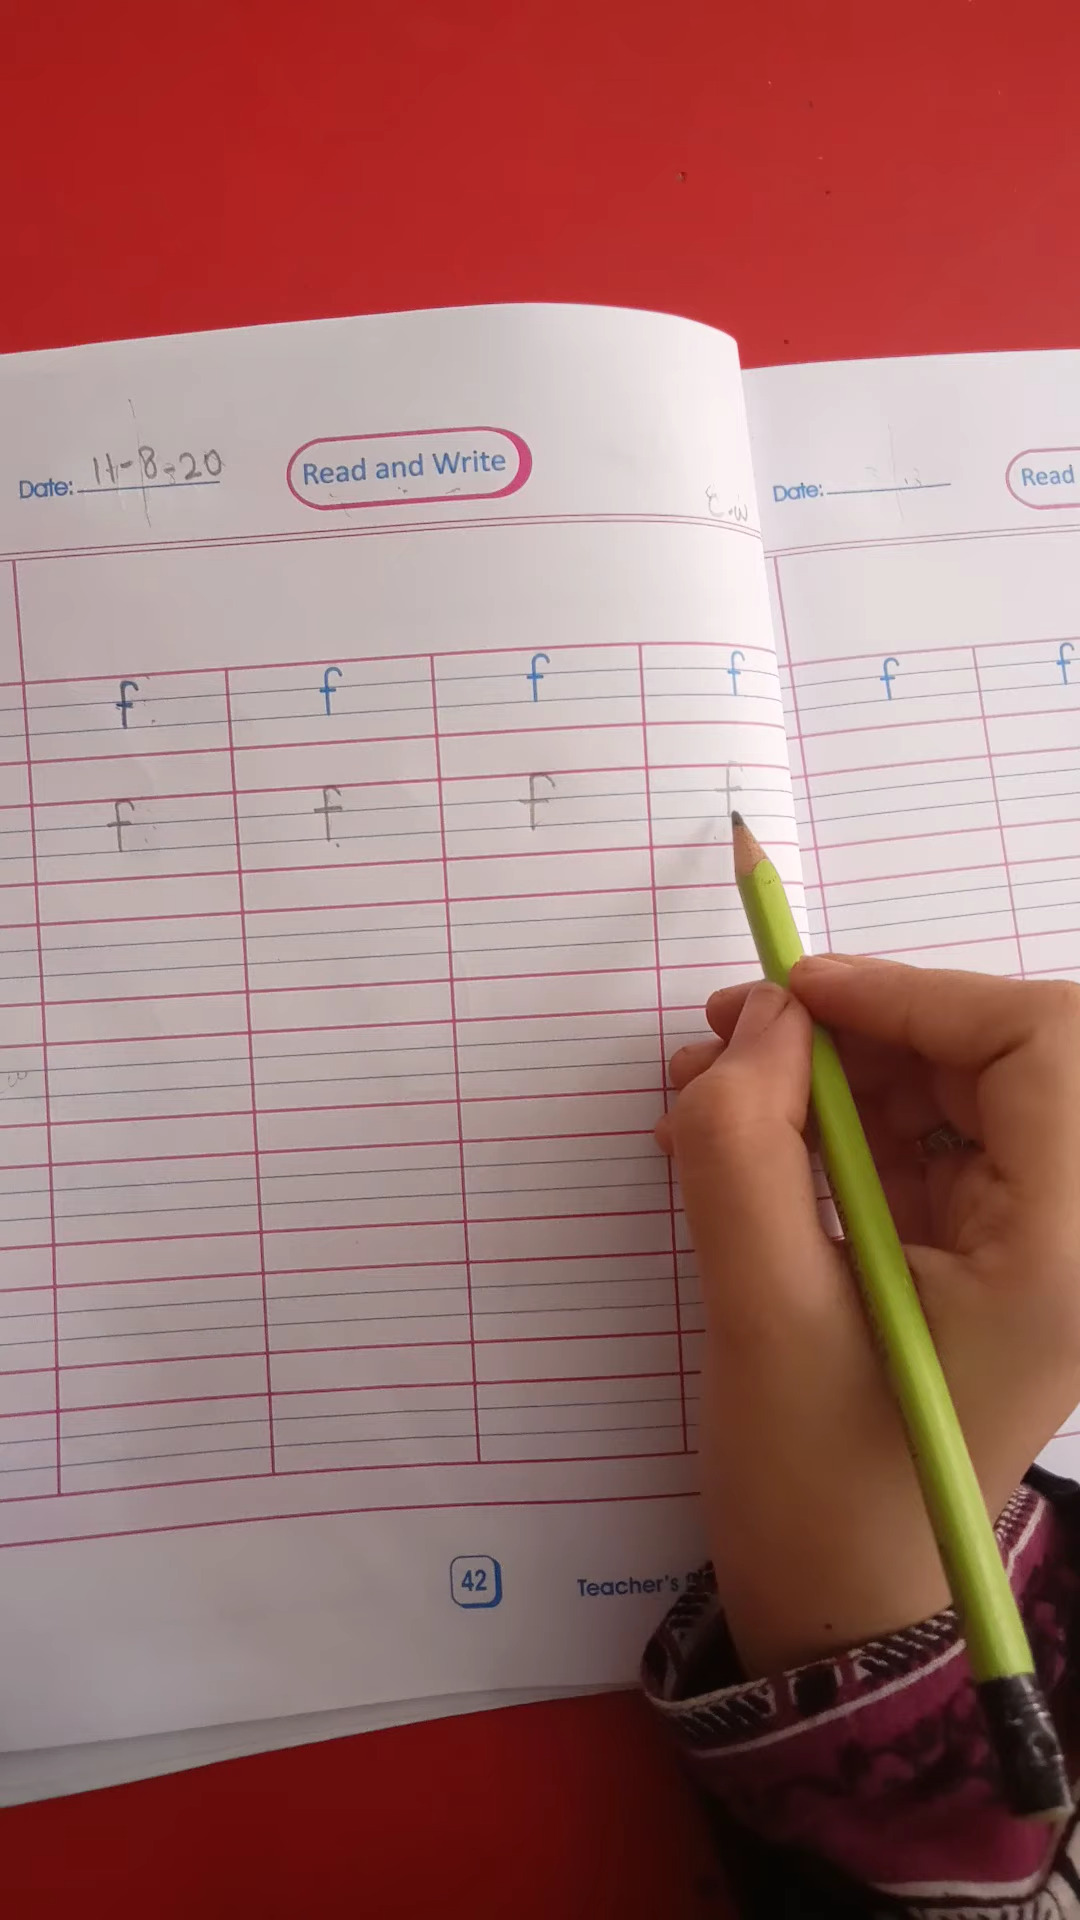 Date: 11-8-20 Read and Write
Date: Read
f f f f f f
f f f f
42 Teacher's